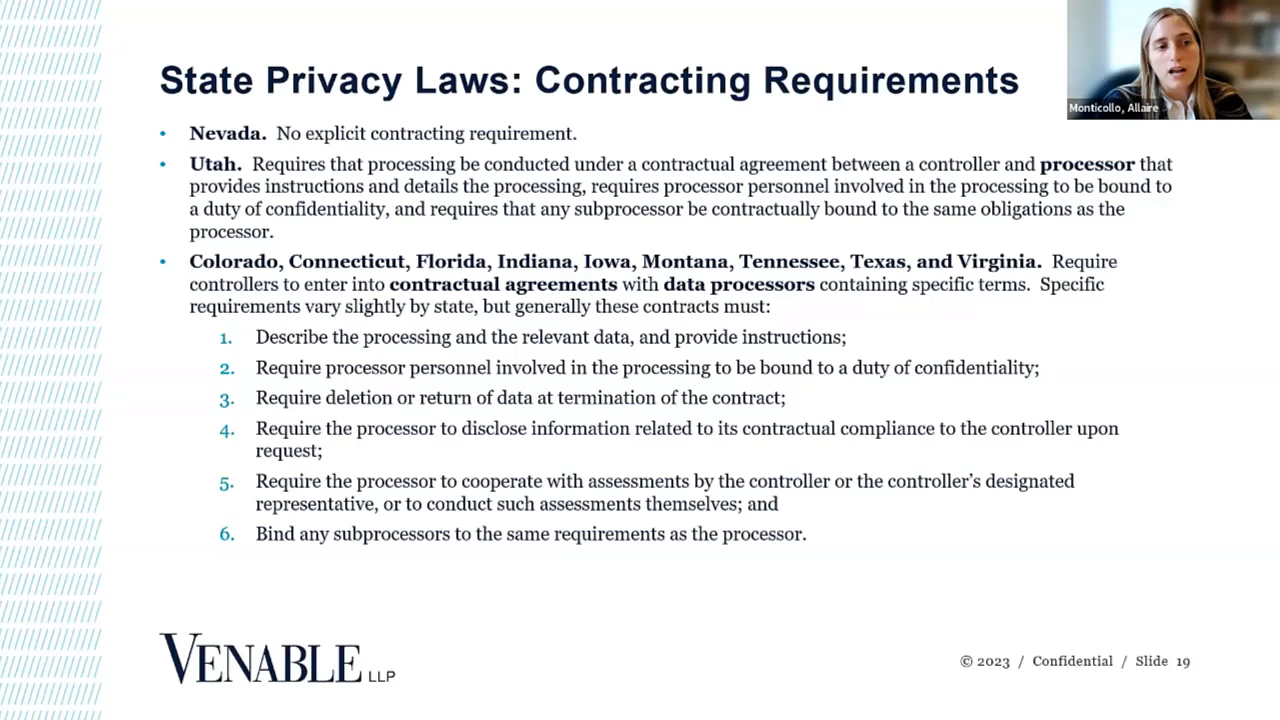 State Privacy Laws: Contracting Requirements
Monticollo, Allaire
• Nevada. No explicit contracting requirement.
• Utah. Requires that processing be conducted under a contractual agreement between a controller and processor that
provides instructions and details the processing, requires processor personnel involved in the processing to be bound to
a duty of confidentiality, and requires that any subprocessor be contractually bound to the same obligations as the
processor.
• Colorado, Connecticut, Florida, Indiana, Iowa, Montana, Tennessee, Texas, and Virginia. Require
controllers to enter into contractual agreements with data processors containing specific terms. Specific
requirements vary slightly by state, but generally these contracts must:
1. Describe the processing and the relevant data, and provide instructions;
2. Require processor personnel involved in the processing to be bound to a duty of confidentiality;
3. Require deletion or return of data at termination of the contract;
4. Require the processor to disclose information related to its contractual compliance to the controller upon
request;
5. Require the processor to cooperate with assessments by the controller or the controller's designated
representative, or to conduct such assessments themselves; and
6. Bind any subprocessors to the same requirements as the processor.
VENABLE LLP
© 2023 / Confidential / Slide 19